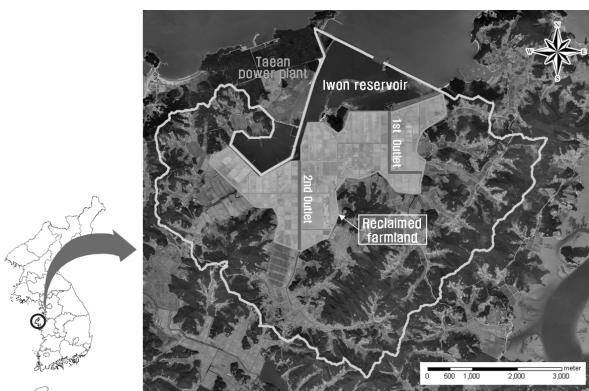 N
W
E
S
Taean
power plant
Iwon reservoir
1st Outlet
2nd Outlet
Reclaimed
farmland
meter
0 500 1,000 2,000 3,000